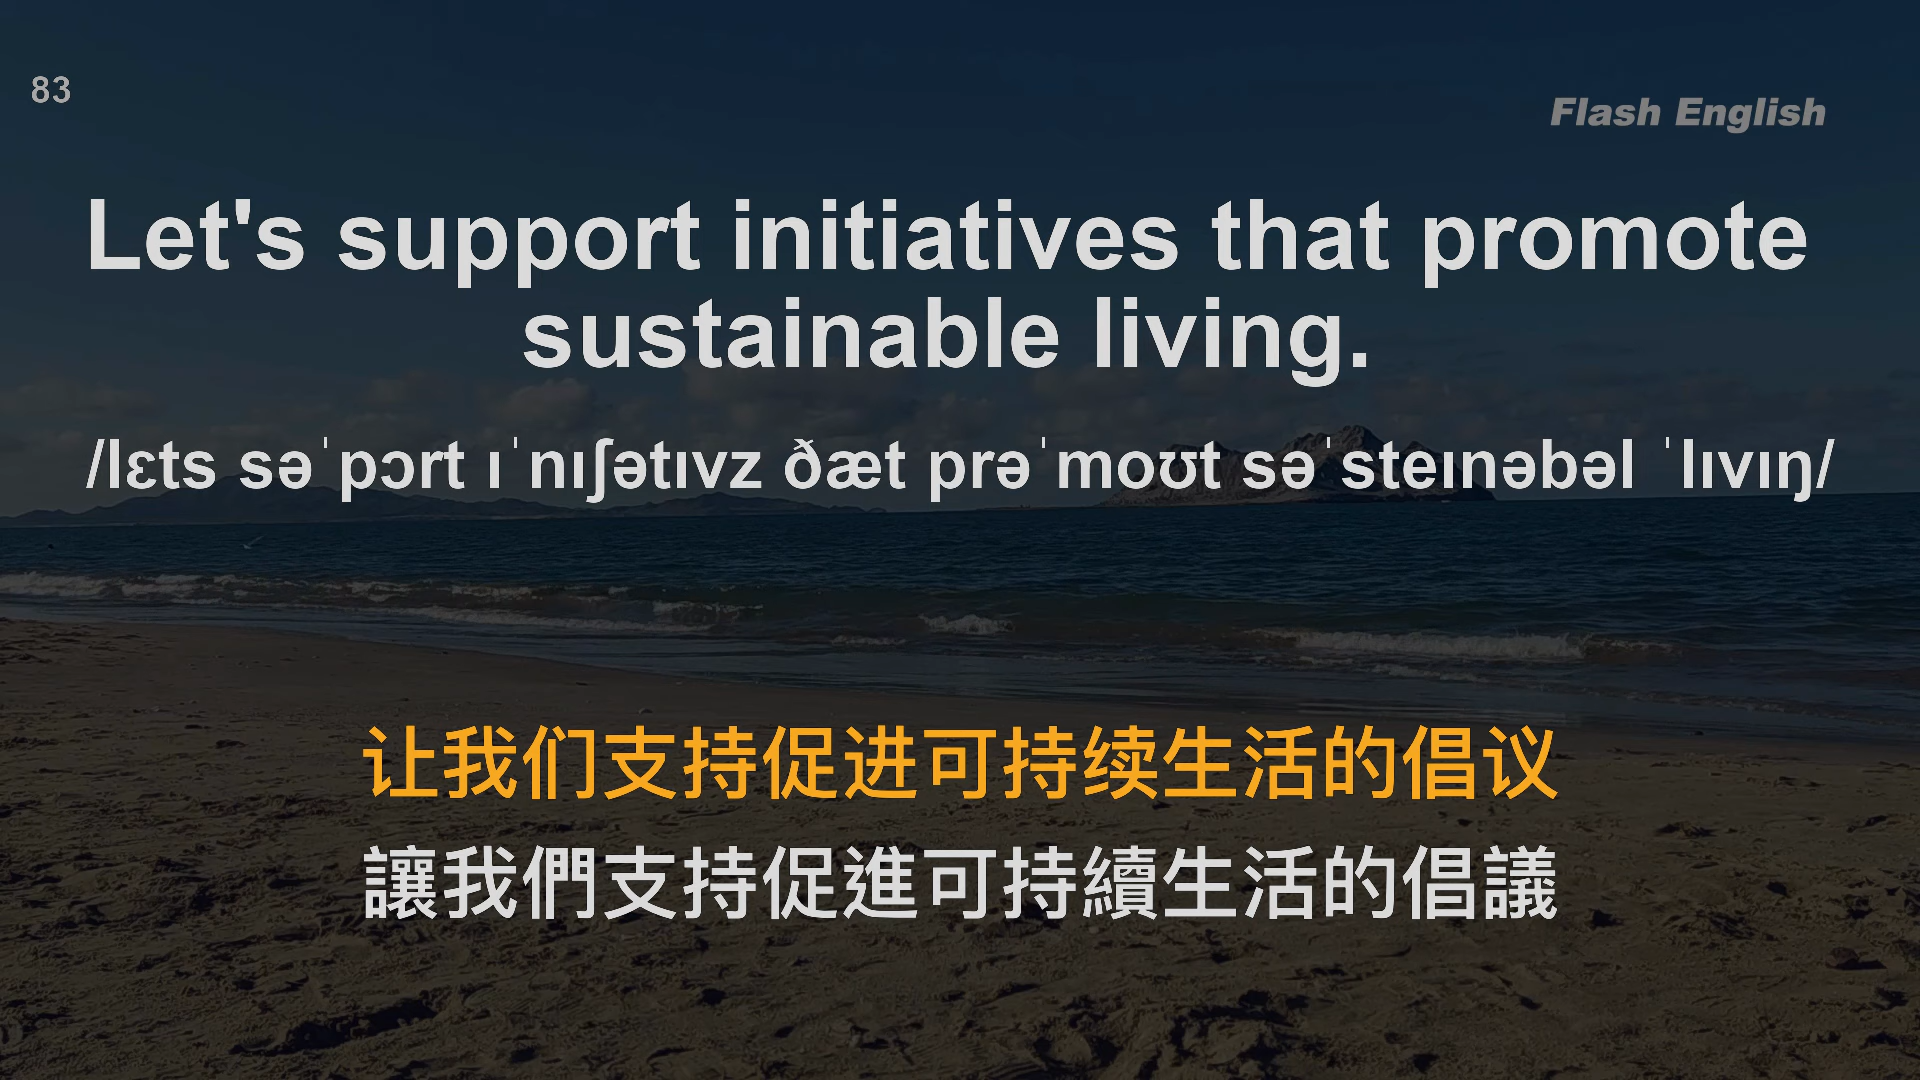 83
Flash English
Let's support initiatives that promote
sustainable living.
/lɛts səˈpɔrt ɪˈnɪʃətɪvz ðæt prəˈmoʊt səˈsteɪnəbəl ˈlɪvɪŋ/
让我们支持促进可持续生活的倡议
讓我們支持促進可持續生活的倡議